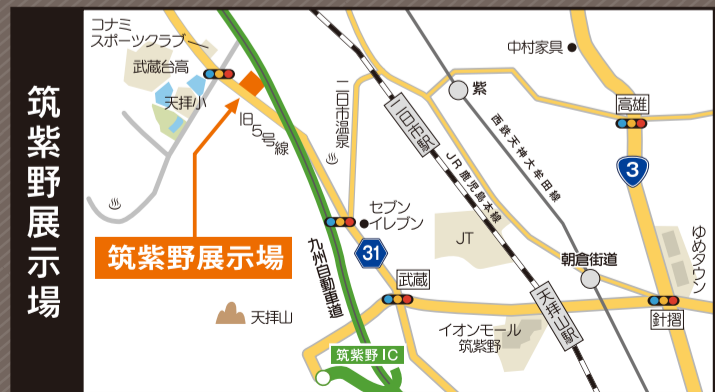 筑紫野展示場
コナミ
スポーツクラブ
武蔵台高
天拝小
旧5号線
筑紫野展示場
二日市温泉
セブン
イレブン
31
九州自動車道
天拝山
筑紫野IC
武蔵
二日市駅
JR鹿児島本線
JT
天拝山駅
イオンモール
筑紫野
中村家具
紫
西鉄天神大牟田線
高雄
3
朝倉街道
ゆめタウン
針摺